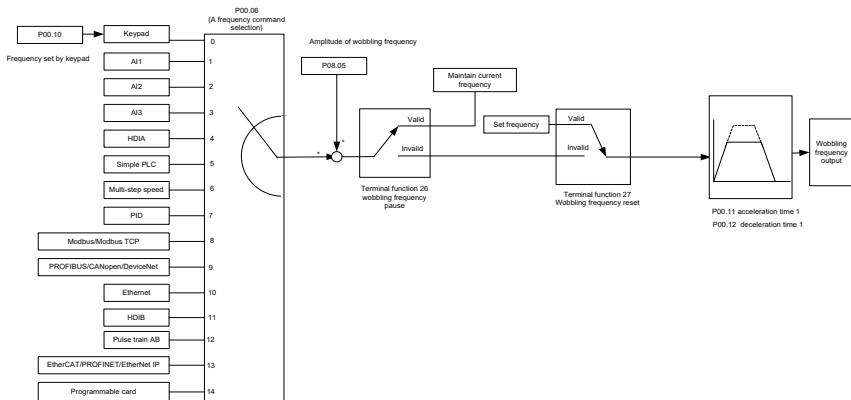 P00.06
(A frequency command
selection)
P00.10
Keypad
0
Frequency set by keypad
AI1
1
AI2
2
AI3
3
HDIA
4
Simple PLC
5
Multi-step speed
6
PID
7
Modbus/Modbus TCP
8
PROFIBUS/CANopen/DeviceNet
9
Ethernet
10
HDIB
11
Pulse train AB
12
EtherCAT/PROFINET/EtherNet IP
13
Programmable card
14
Amplitude of wobbling frequency
P08.05
*
*
Maintain current
frequency
Valid
Invalid
Terminal function 26
wobbling frequency
pause
Set frequency
Valid
Invalid
Terminal function 27
Wobbling frequency reset
P00.11 acceleration time 1
P00.12 deceleration time 1
Wobbling
frequency
output